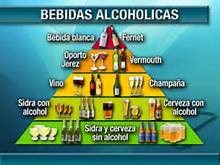 BEBIDAS ALCOHOLICAS
Bebida blanca
Fernet
Oporto
Jerez
Vermouth
Vino
Champaña
Sidra con
alcohol
Cerveza con
alcohol
Sidra y cerveza
sin alcohol